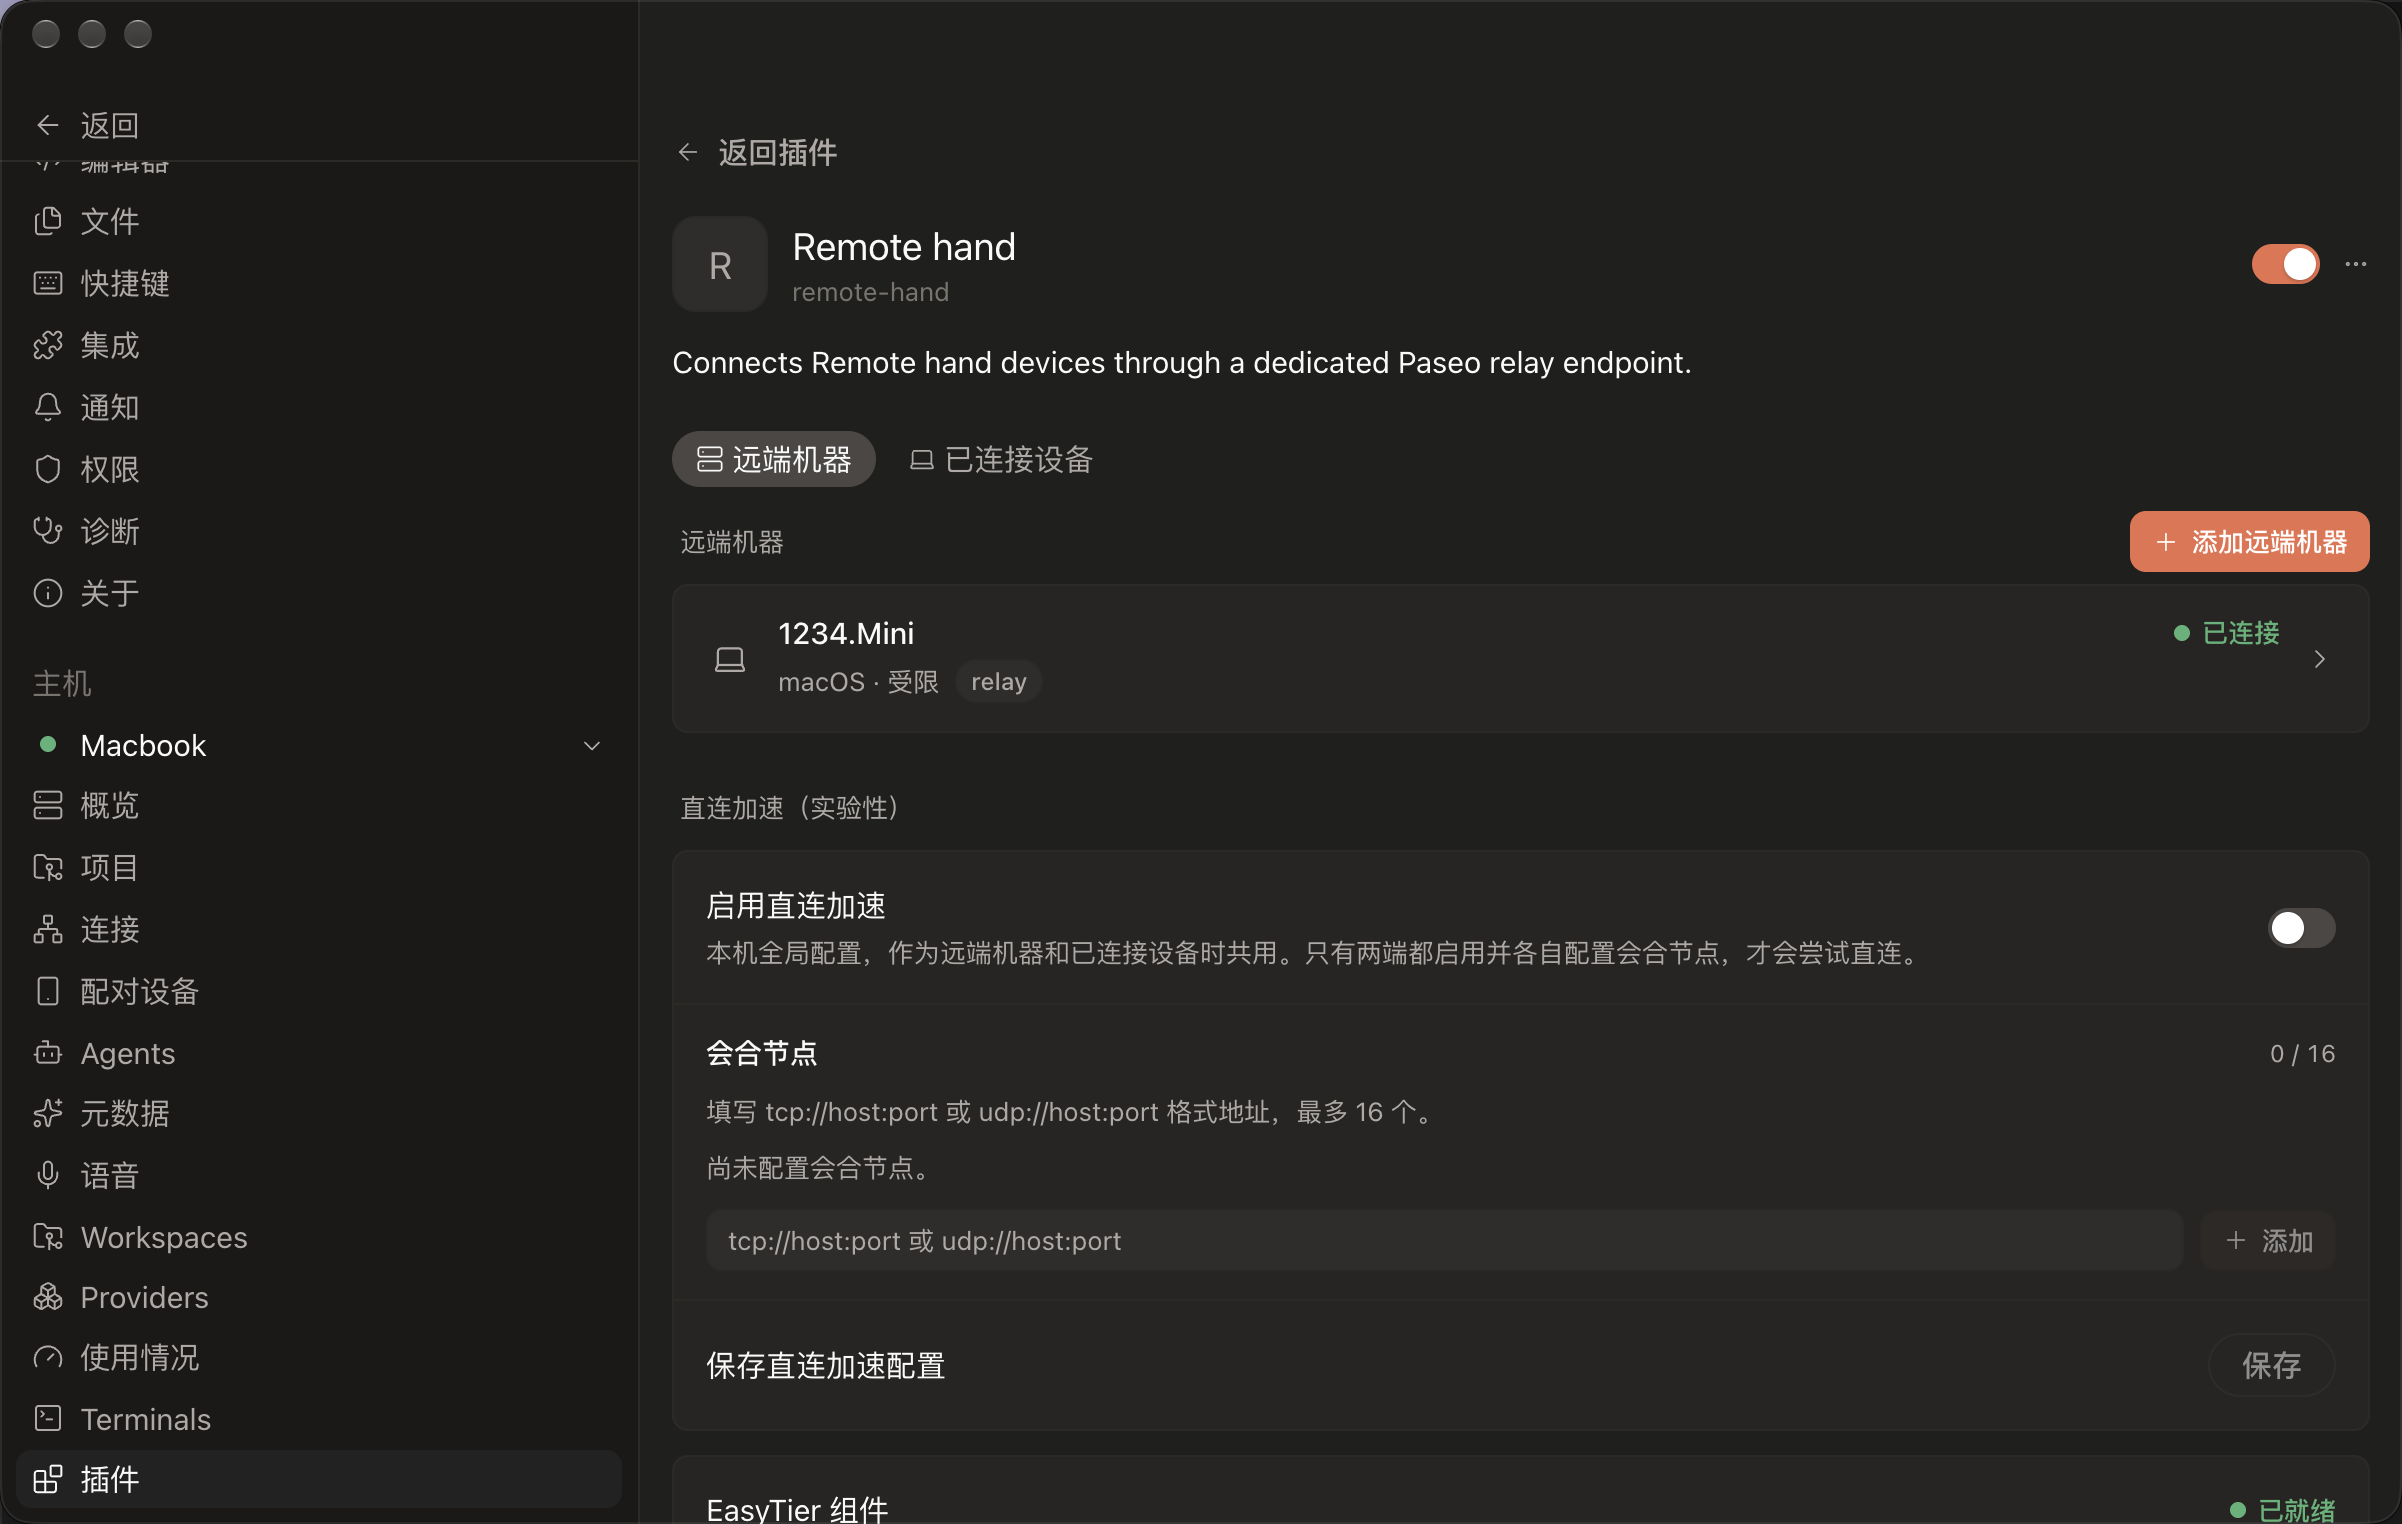 返回
编辑器
文件
快捷键
集成
通知
权限
诊断
关于
主机
Macbook
概览
项目
连接
配对设备
Agents
元数据
语音
Workspaces
Providers
使用情况
Terminals
插件
返回插件
R
Remote hand
remote-hand
Connects Remote hand devices through a dedicated Paseo relay endpoint.
远端机器
已连接设备
远端机器
添加远端机器
1234.Mini
已连接
macOS · 受限 relay
直连加速（实验性）
启用直连加速
本机全局配置，作为远端机器和已连接设备时共用。只有两端都启用并各自配置会合节点，才会尝试直连。
会合节点
0 / 16
填写 tcp://host:port 或 udp://host:port 格式地址，最多 16 个。
尚未配置会合节点。
tcp://host:port 或 udp://host:port
添加
保存直连加速配置
保存
EasyTier 组件
已就绪